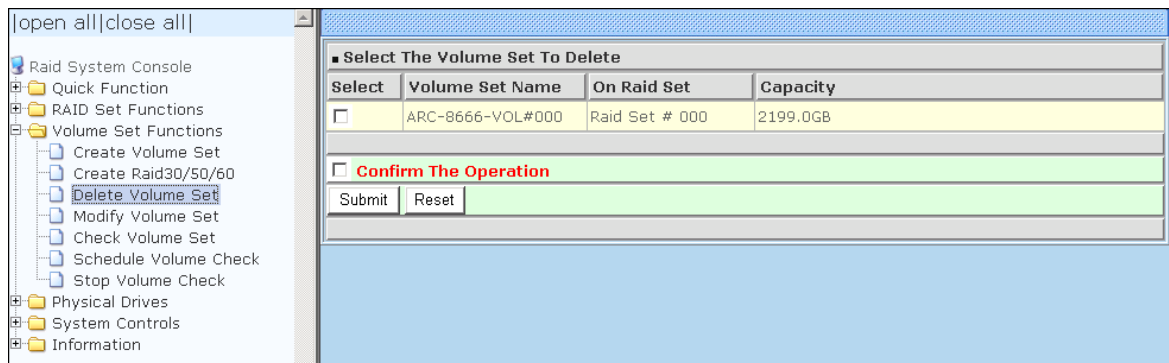 |open all|close all|
Raid System Console
Quick Function
RAID Set Functions
Volume Set Functions
Create Volume Set
Create Raid30/50/60
Delete Volume Set
Modify Volume Set
Check Volume Set
Schedule Volume Check
Stop Volume Check
Physical Drives
System Controls
Information
Select The Volume Set To Delete
Select Volume Set Name On Raid Set Capacity
ARC-8666-VOL#000 Raid Set # 000 2199.0GB
Confirm The Operation
Submit Reset